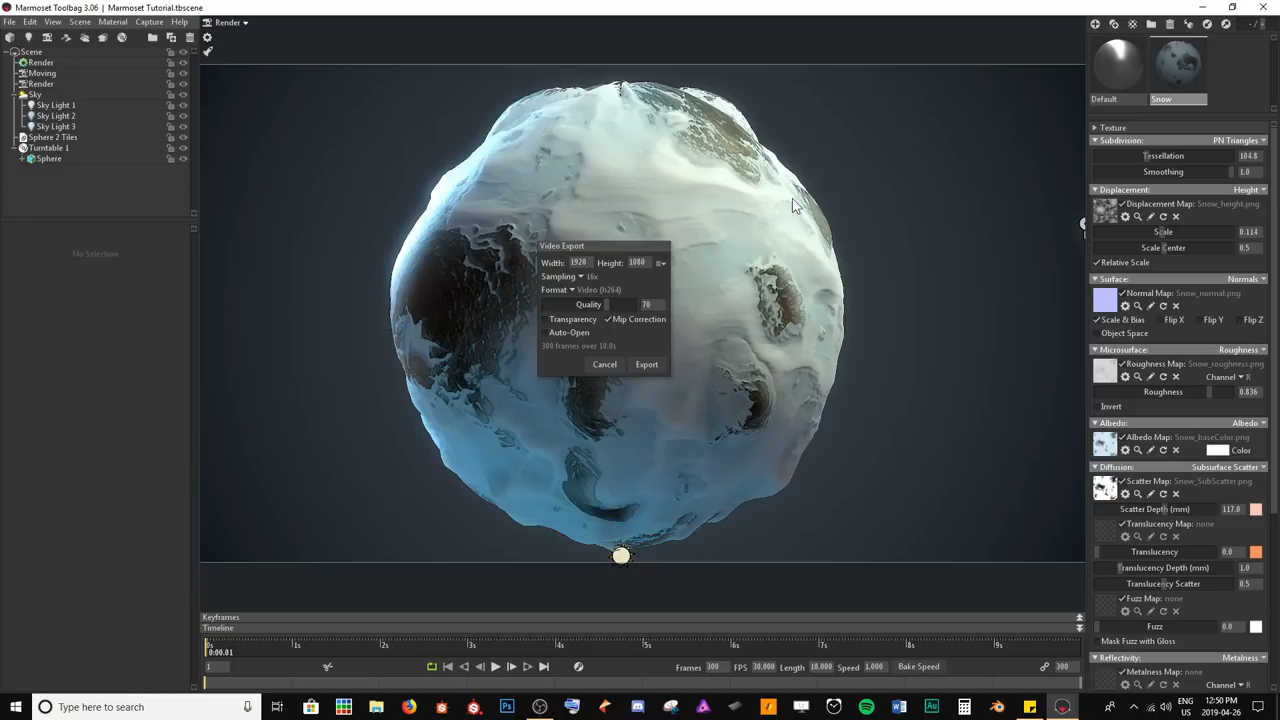 Marmoset Toolbag 3.06 - Marmoset Tutorial.tbscene
File Edit View Scene Material Capture Help
Render
Scene
Render
Moving
Render
Sky
Sky Light 1
Sky Light 2
Sky Light 3
Sphere 2 Tiles
Turntable 1
Sphere
No Selection
Video Export
Width: 1920 Height: 1080
Sampling 16x
Format Video (h264)
Quality 70
Transparency Mip Correction
Auto-Open
300 frames over 10.0s
Cancel Export
Default Snow
Texture
Subdivision: PN Triangles
Tessellation 104.8
Smoothing 1.0
Displacement: Height
Displacement Map: Snow_height.png
Scale 0.114
Scale Center 0.5
Relative Scale
Surface: Normals
Normal Map: Snow_normal.png
Scale & Bias Flip X Flip Y Flip Z
Object Space
Microsurface: Roughness
Roughness Map: Snow_roughness.png
Channel R
Roughness 0.836
Invert
Albedo: Albedo
Albedo Map: Snow_baseColor.png
Color
Diffusion: Subsurface Scatter
Scatter Map: Snow_SubScatter.png
Scatter Depth (mm) 117.0
Translucency Map: none
Translucency 0.0
Translucency Depth (mm) 1.0
Translucency Scatter 0.5
Fuzz Map: none
Fuzz 0.0
Mask Fuzz with Gloss
Reflectivity: Metalness
Metalness Map: none
Channel R
Keyframes
Timeline
0s 1s 2s 3s 4s 5s 6s 7s 8s 9s
0:00.01
1 Frames 300 FPS 30.000 Length 10.000 Speed 1.000 Bake Speed 300
Type here to search
ENG 12:50 PM
US 2019-04-26